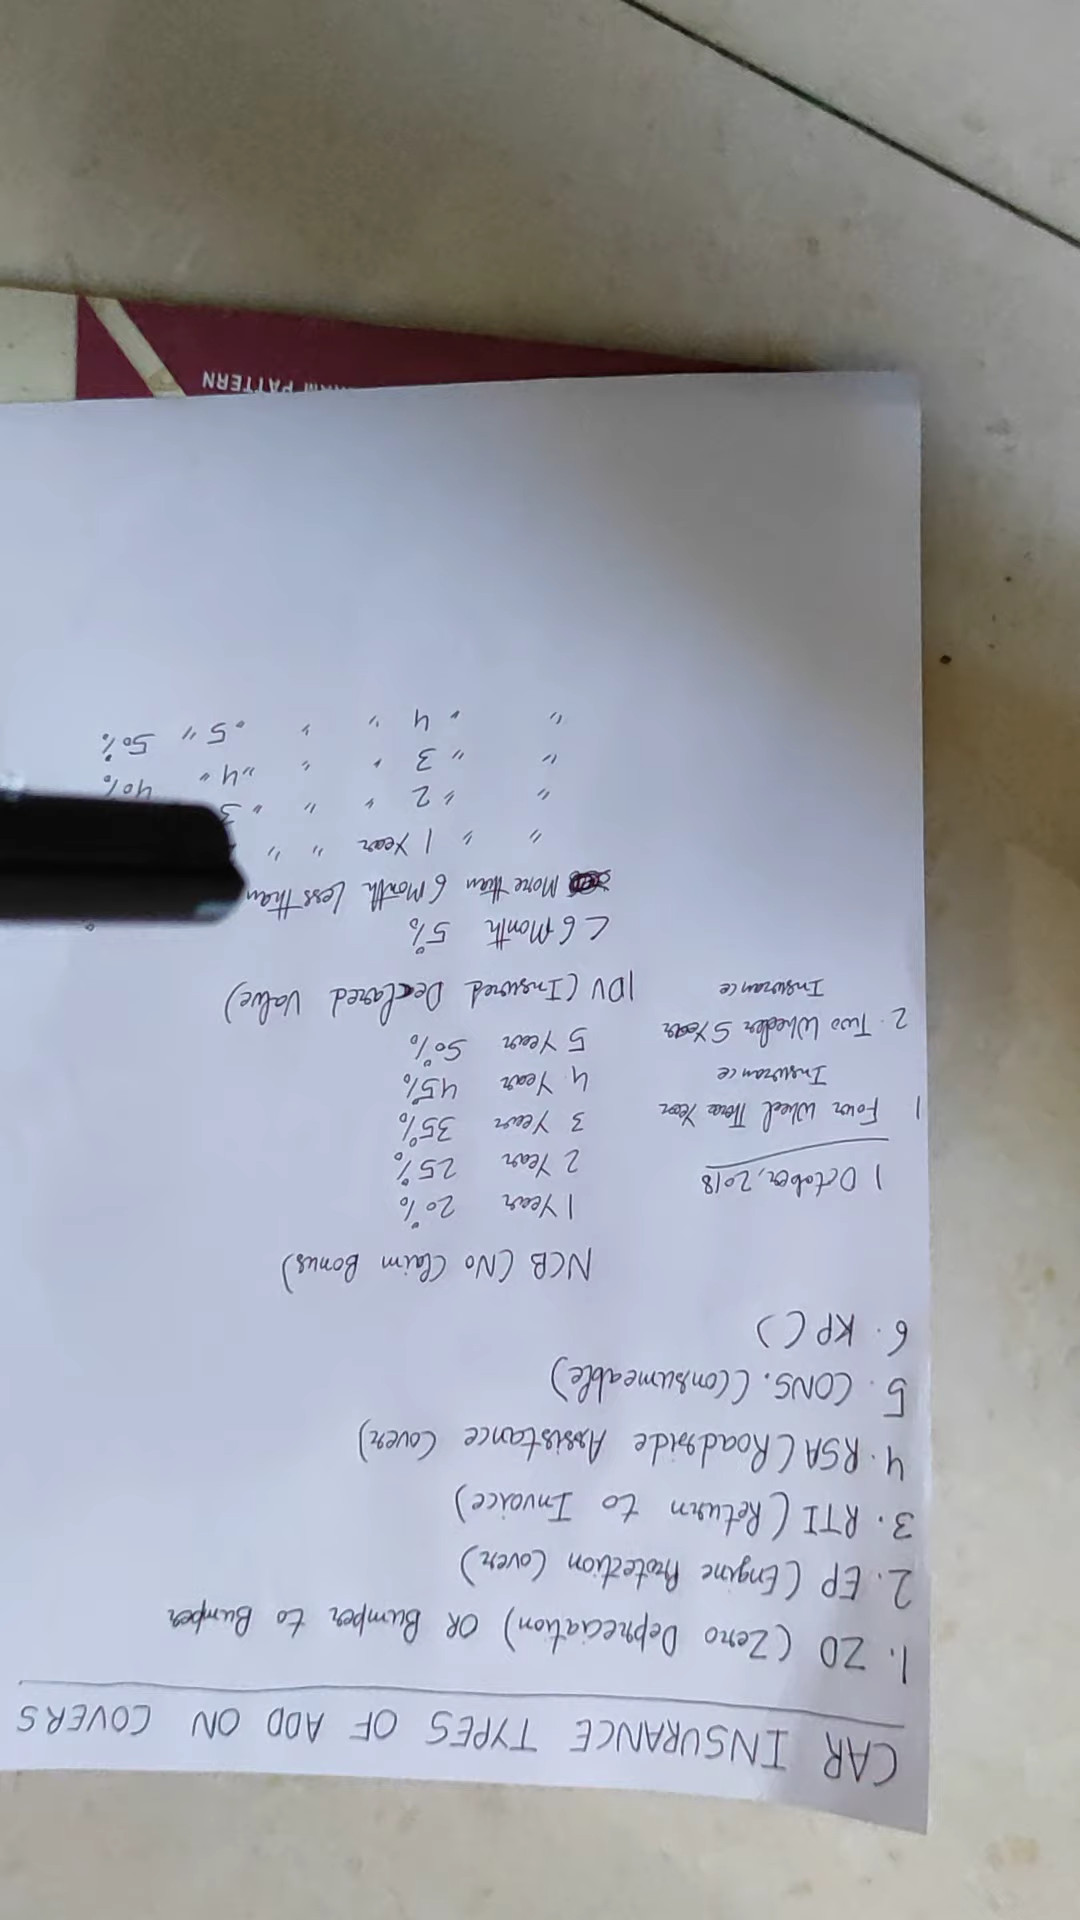 CAR INSURANCE TYPES OF ADD ON COVERS
1. ZD (Zero Depreciation) OR Bumper to Bumper
2. EP (Engine Protection Cover)
3. RTI (Return to Invoice)
4. RSA (Roadside Assistance Cover)
5. CONS. (Consumeable)
6. KP ( )
NCB (No Claim Bonus)
1 Year 20%
2 Year 25%
3 Year 35%
4 Year 45%
5 Year 50%
1 October, 2018
1 Four Wheel Three Year
Insurance
2. Two Wheeler 5 Year
Insurance
IDV (Insured Declared Value)
< 6 Month 5%
More than 6 Month Less than
" " 1 Year " "
" " 2 " " " 3
" " 3 " " " 4 " 40%
" " 4 " " " 5 " 50%
PATTERN